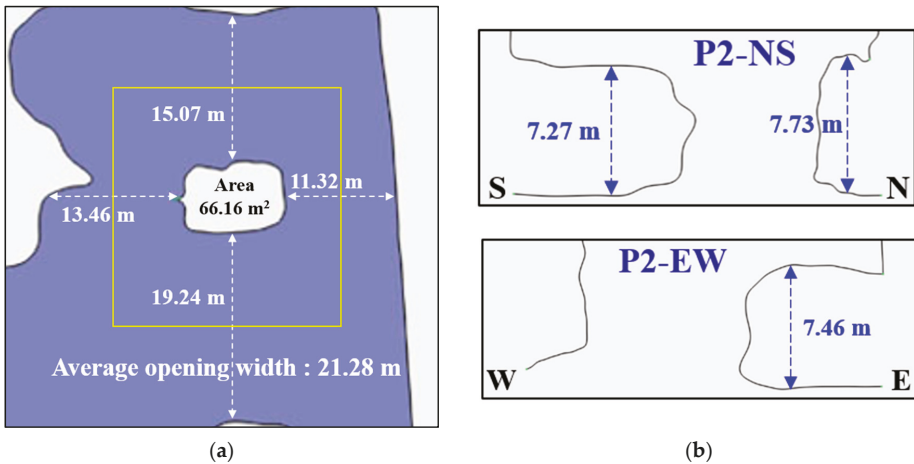 15.07 m
Area
66.16 m²
11.32 m
13.46 m
19.24 m
Average opening width : 21.28 m
(a)
P2-NS
7.27 m
7.73 m
S
N
P2-EW
7.46 m
W
E
(b)